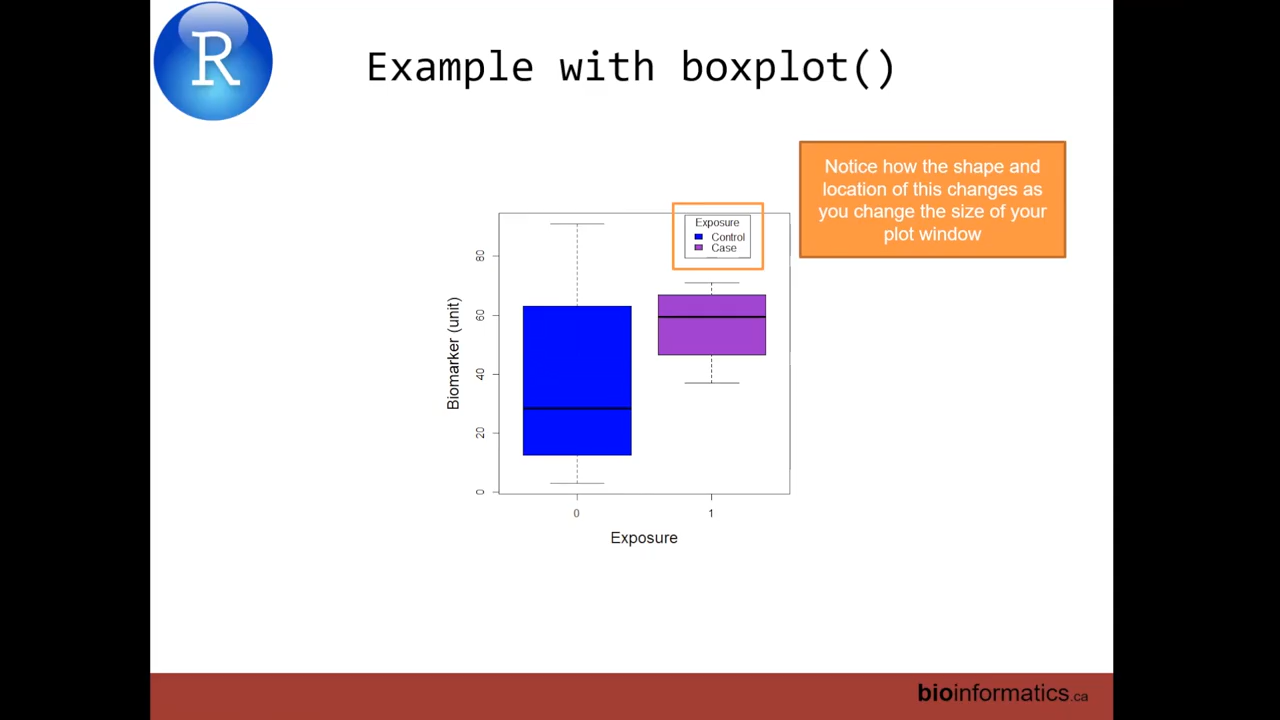 R
Example with boxplot()
Notice how the shape and
location of this changes as
you change the size of your
plot window
Exposure
Control
Case
80
60
40
20
0
Biomarker (unit)
0 1
Exposure
bioinformatics.ca